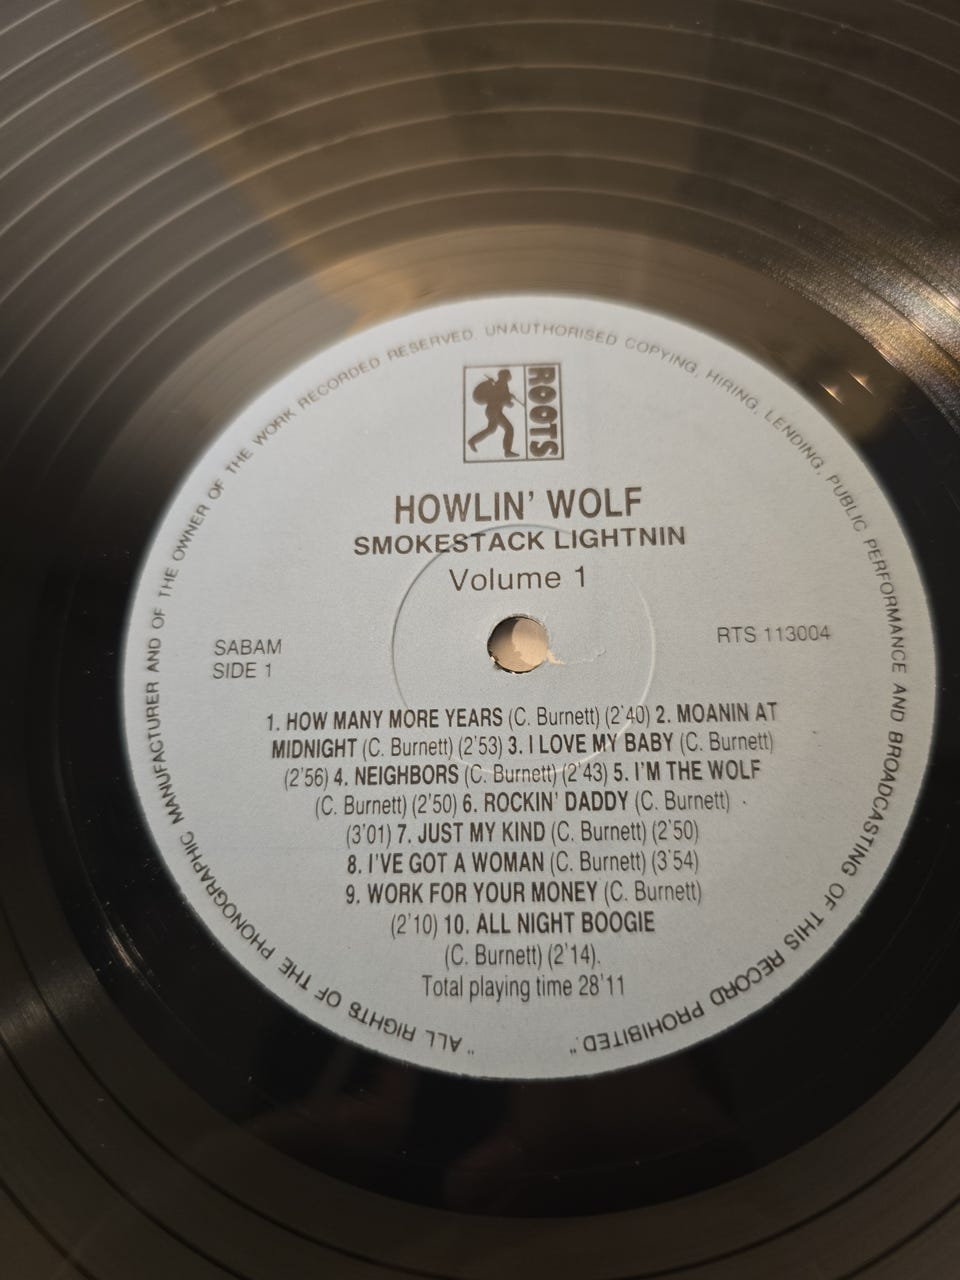 "ALL RIGHTS OF THE PHONOGRAPHIC MANUFACTURER AND OF THE OWNER OF THE WORK RECORDED RESERVED. UNAUTHORISED COPYING, HIRING, LENDING, PUBLIC PERFORMANCE AND BROADCASTING OF THIS RECORD PROHIBITED."
ROOTS
HOWLIN' WOLF
SMOKESTACK LIGHTNIN
Volume 1
SABAM
SIDE 1
RTS 113004
1. HOW MANY MORE YEARS (C. Burnett) (2'40) 2. MOANIN AT
MIDNIGHT (C. Burnett) (2'53) 3. I LOVE MY BABY (C. Burnett)
(2'56) 4. NEIGHBORS (C. Burnett) (2'43) 5. I'M THE WOLF
(C. Burnett) (2'50) 6. ROCKIN' DADDY (C. Burnett)
(3'01) 7. JUST MY KIND (C. Burnett) (2'50)
8. I'VE GOT A WOMAN (C. Burnett) (3'54)
9. WORK FOR YOUR MONEY (C. Burnett)
(2'10) 10. ALL NIGHT BOOGIE
(C. Burnett) (2'14).
Total playing time 28'11